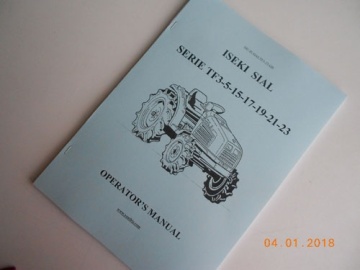 ISEKI SIAL
SERIE TF3-5-15-17-19-21-23
OPERATOR'S MANUAL
04.01.2018